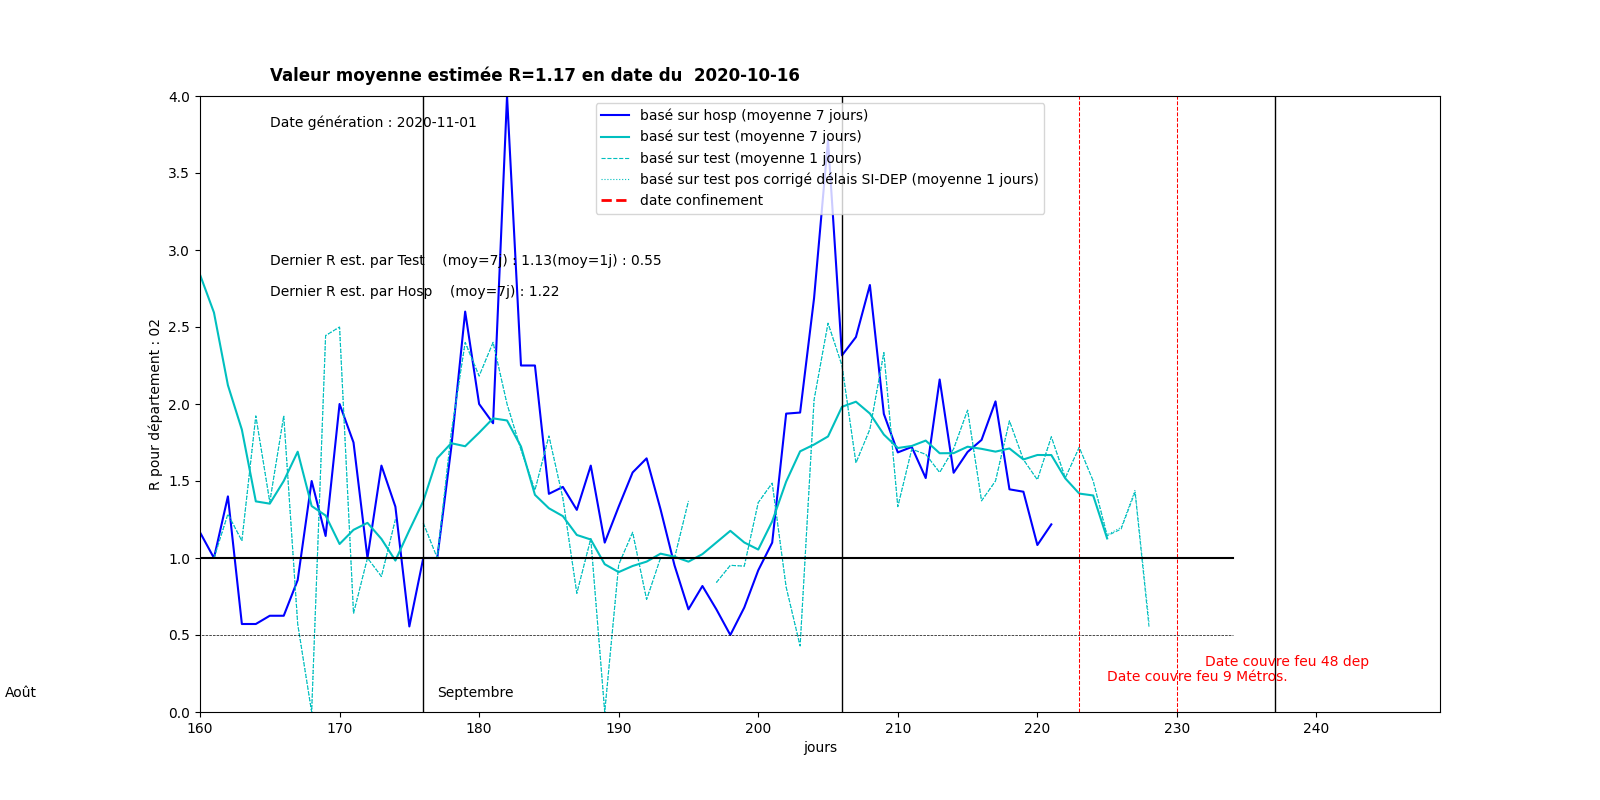 Valeur moyenne estimée R=1.17 en date du  2020-10-16
Date génération : 2020-11-01
basé sur hosp (moyenne 7 jours)
basé sur test (moyenne 7 jours)
basé sur test (moyenne 1 jours)
basé sur test pos corrigé délais SI-DEP (moyenne 1 jours)
date confinement
Dernier R est. par Test    (moy=7j) : 1.13(moy=1j) : 0.55
Dernier R est. par Hosp    (moy=7j) : 1.22
R pour département : 02
4.0
3.5
3.0
2.5
2.0
1.5
1.0
0.5
0.0
Date couvre feu 48 dep
Date couvre feu 9 Métros.
Août
Septembre
160 170 180 190 200 210 220 230 240
jours